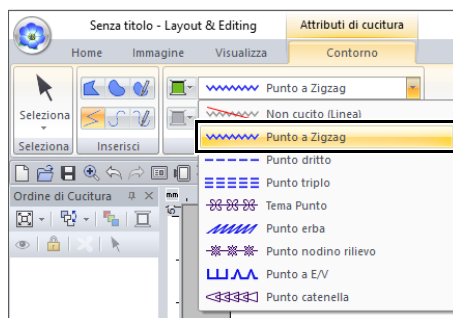 Senza titolo - Layout & Editing
Attributi di cucitura
Home Immagine Visualizza Contorno
Punto a Zigzag
Seleziona
Non cucito (Linea)
Punto a Zigzag
Seleziona Inserisci
Punto dritto
Punto triplo
Ordine di Cucitura
mm
Tema Punto
Punto erba
Punto nodino rilievo
Punto a E/V
Punto catenella